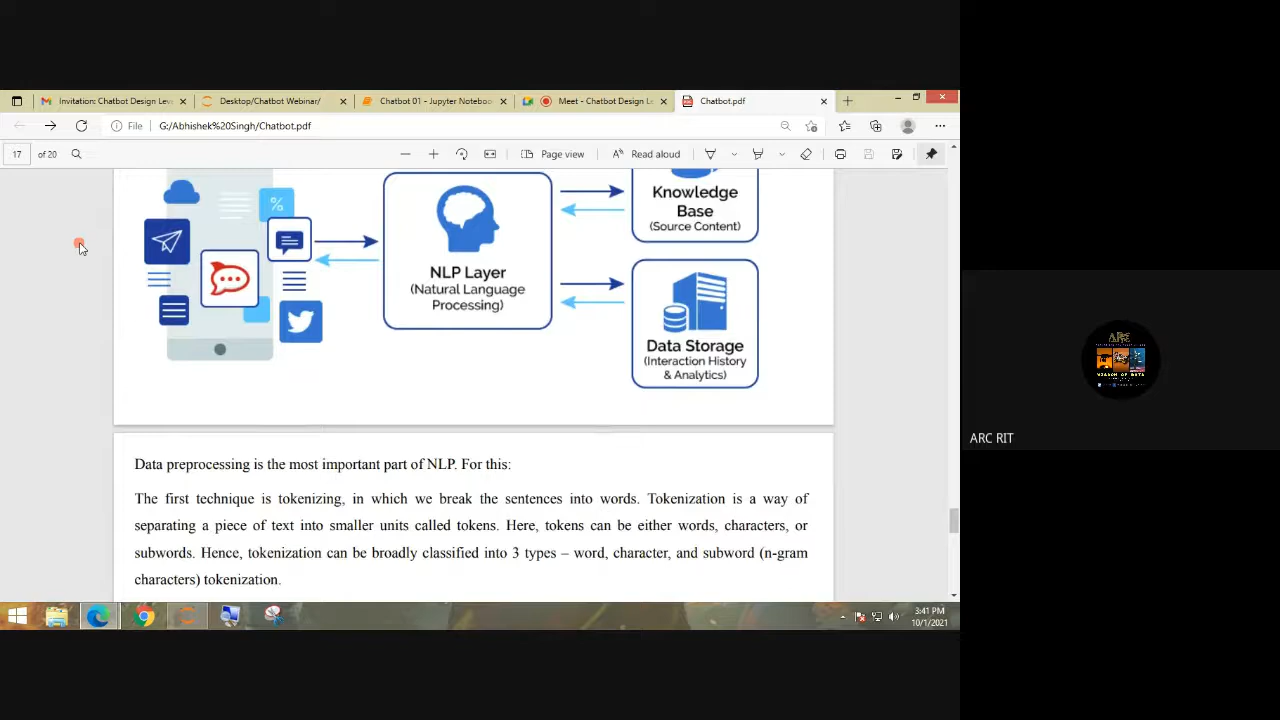 Invitation: Chatbot Design Leve
Desktop/Chatbot Webinar/
Chatbot 01 - Jupyter Notebook
Meet - Chatbot Design Le
Chatbot.pdf
File
G:/Abhishek%20Singh/Chatbot.pdf
17 of 20
Page view
Read aloud
%
Knowledge
Base
(Source Content)
NLP Layer
(Natural Language
Processing)
Data Storage
(Interaction History
& Analytics)
ARC RIT
Data preprocessing is the most important part of NLP. For this:
The first technique is tokenizing, in which we break the sentences into words. Tokenization is a way of
separating a piece of text into smaller units called tokens. Here, tokens can be either words, characters, or
subwords. Hence, tokenization can be broadly classified into 3 types – word, character, and subword (n-gram
characters) tokenization.
3:41 PM
10/1/2021